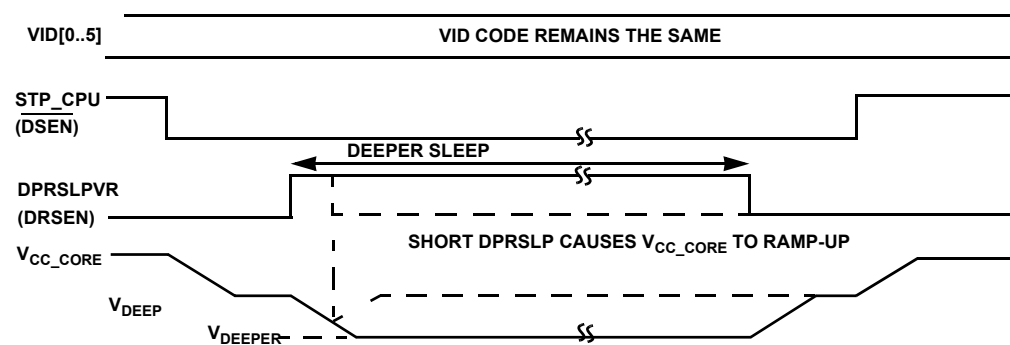 VID[0..5]
VID CODE REMAINS THE SAME
STP_CPU
(DSEN)
DEEPER SLEEP
DPRSLPVR
(DRSEN)
SHORT DPRSLP CAUSES VCC_CORE TO RAMP-UP
VCC_CORE
VDEEP
VDEEPER